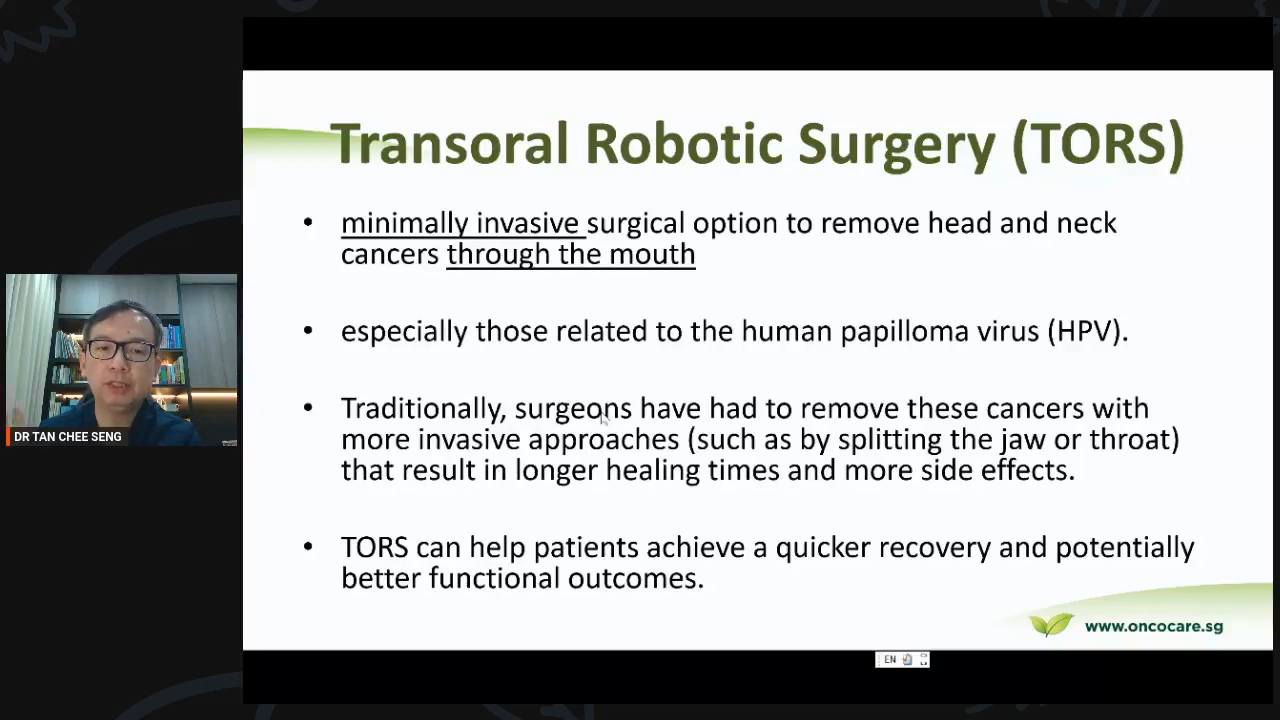 Transoral Robotic Surgery (TORS)
• minimally invasive surgical option to remove head and neck
cancers through the mouth
• especially those related to the human papilloma virus (HPV).
• Traditionally, surgeons have had to remove these cancers with
more invasive approaches (such as by splitting the jaw or throat)
that result in longer healing times and more side effects.
• TORS can help patients achieve a quicker recovery and potentially
better functional outcomes.
DR TAN CHEE SENG
www.oncocare.sg
EN